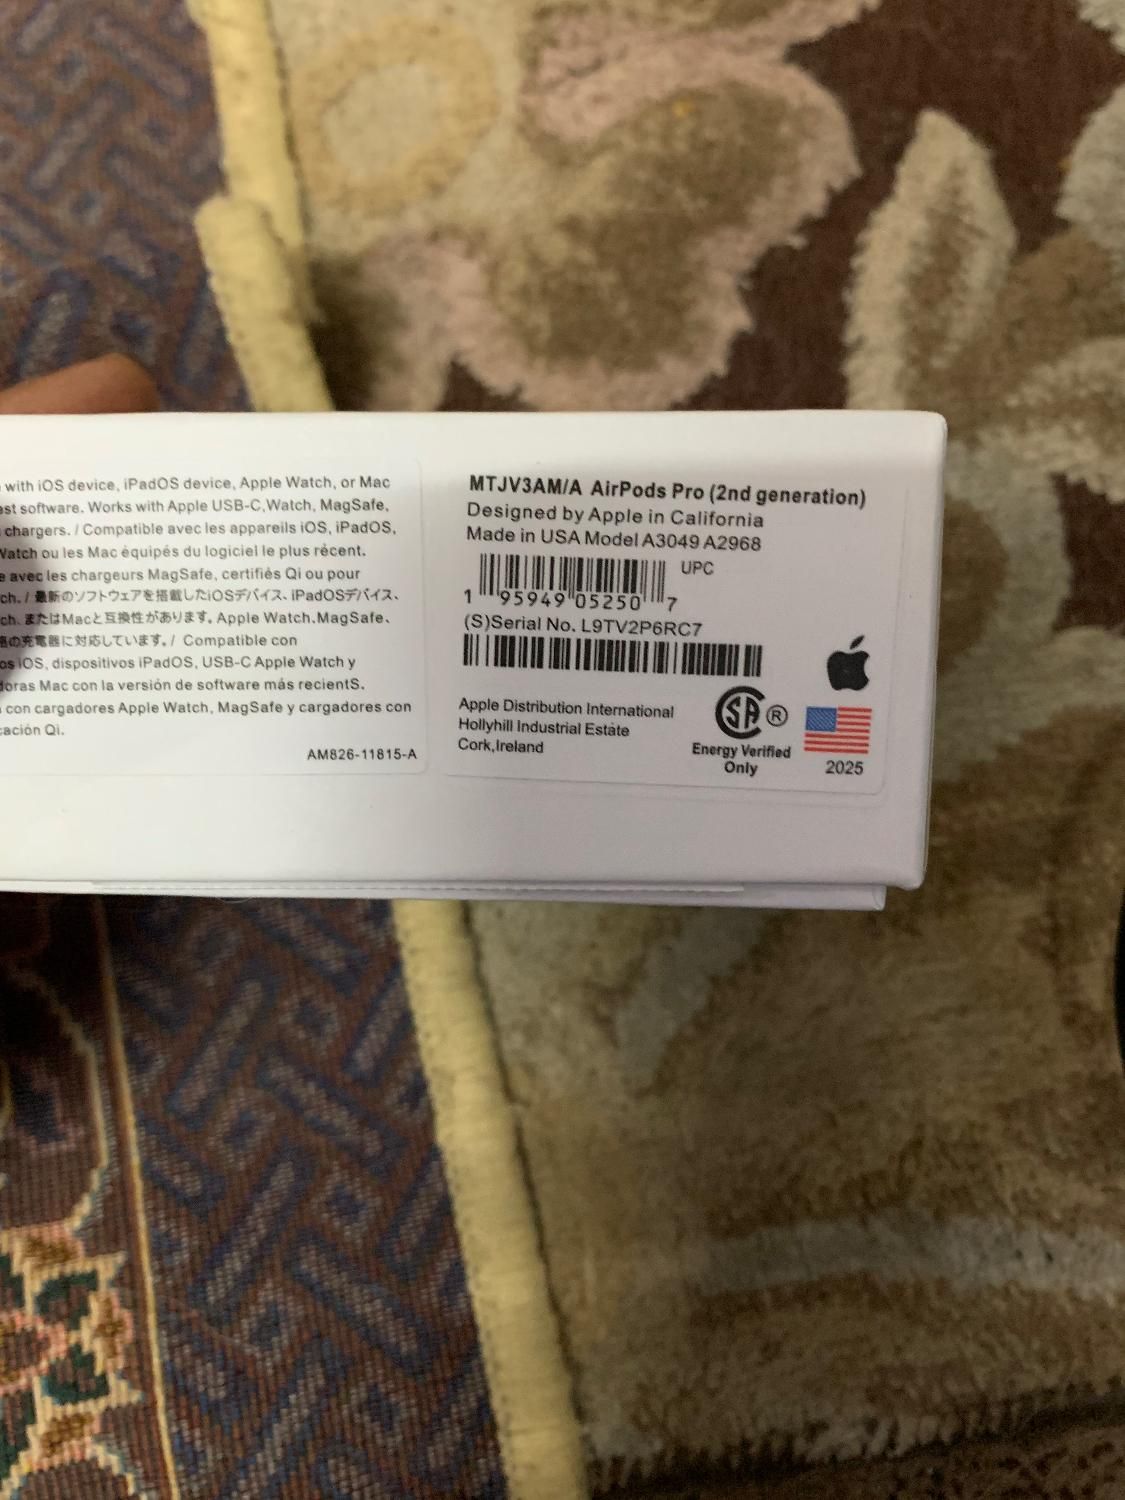 with iOS device, iPadOS device, Apple Watch, or Mac
est software. Works with Apple USB-C,Watch, MagSafe,
chargers. / Compatible avec les appareils iOS, iPadOS,
Watch ou les Mac équipés du logiciel le plus récent.
e avec les chargeurs MagSafe, certifiés Qi ou pour
ch. / 最新のソフトウェアを搭載したiOSデバイス、iPadOSデバイス、
ch. またはMacと互換性があります。Apple Watch.MagSafe、
格の充電器に対応しています。/ Compatible con
os iOS, dispositivos iPadOS, USB-C Apple Watch y
doras Mac con la versión de software más recientS.
con cargadores Apple Watch, MagSafe y cargadores con
cación Qi.
AM826-11815-A
MTJV3AM/A AirPods Pro (2nd generation)
Designed by Apple in California
Made in USA Model A3049 A2968
UPC
1 95949 05250 7
(S)Serial No. L9TV2P6RC7
Apple Distribution International
Hollyhill Industrial Estate
Cork,Ireland
SA ®
Energy Verified
Only
2025